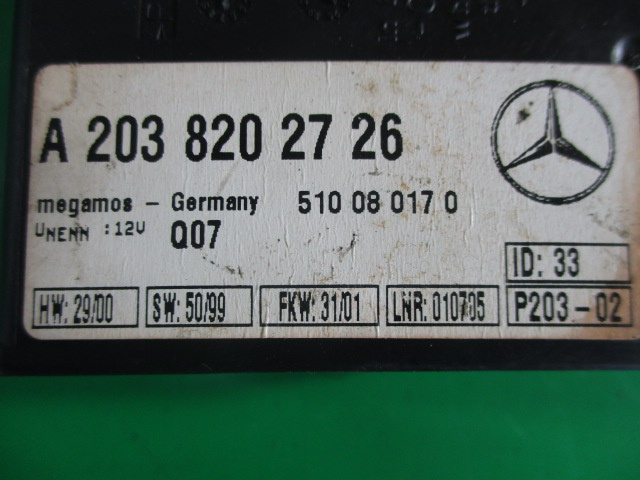 A 203 820 27 26
megamos - Germany 510 08 017 0
UNENN :12V Q07
ID: 33
HW: 29/00 SW: 50/99 FKW: 31/01 LNR: 010705 P203-02